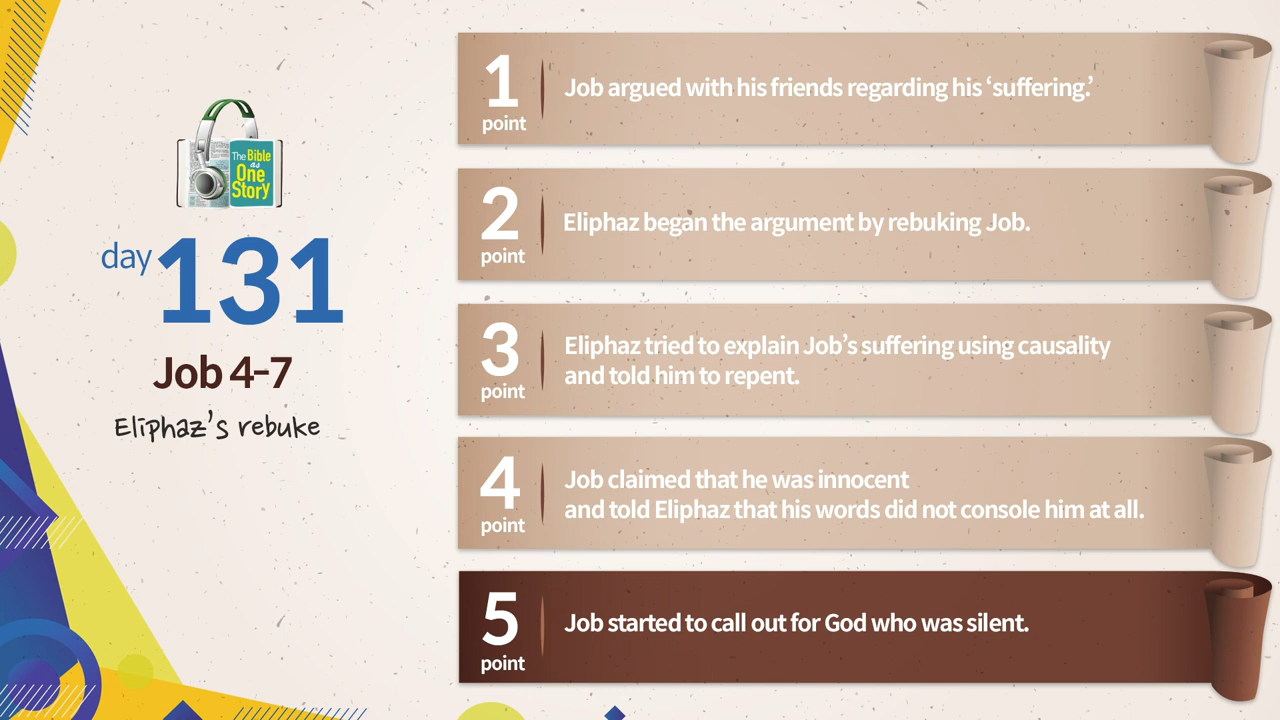 The Bible
as
One
Story
day 131
Job 4-7
Eliphaz's rebuke
1
point
Job argued with his friends regarding his ‘suffering.’
2
point
Eliphaz began the argument by rebuking Job.
3
point
Eliphaz tried to explain Job’s suffering using causality
and told him to repent.
4
point
Job claimed that he was innocent
and told Eliphaz that his words did not console him at all.
5
point
Job started to call out for God who was silent.